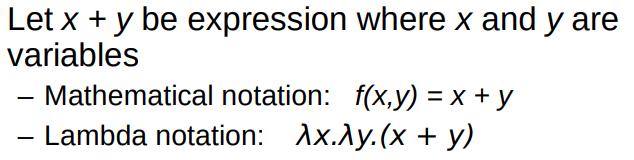 Let x + y be expression where x and y are
variables
– Mathematical notation: f(x,y) = x + y
– Lambda notation: λx.λy.(x + y)